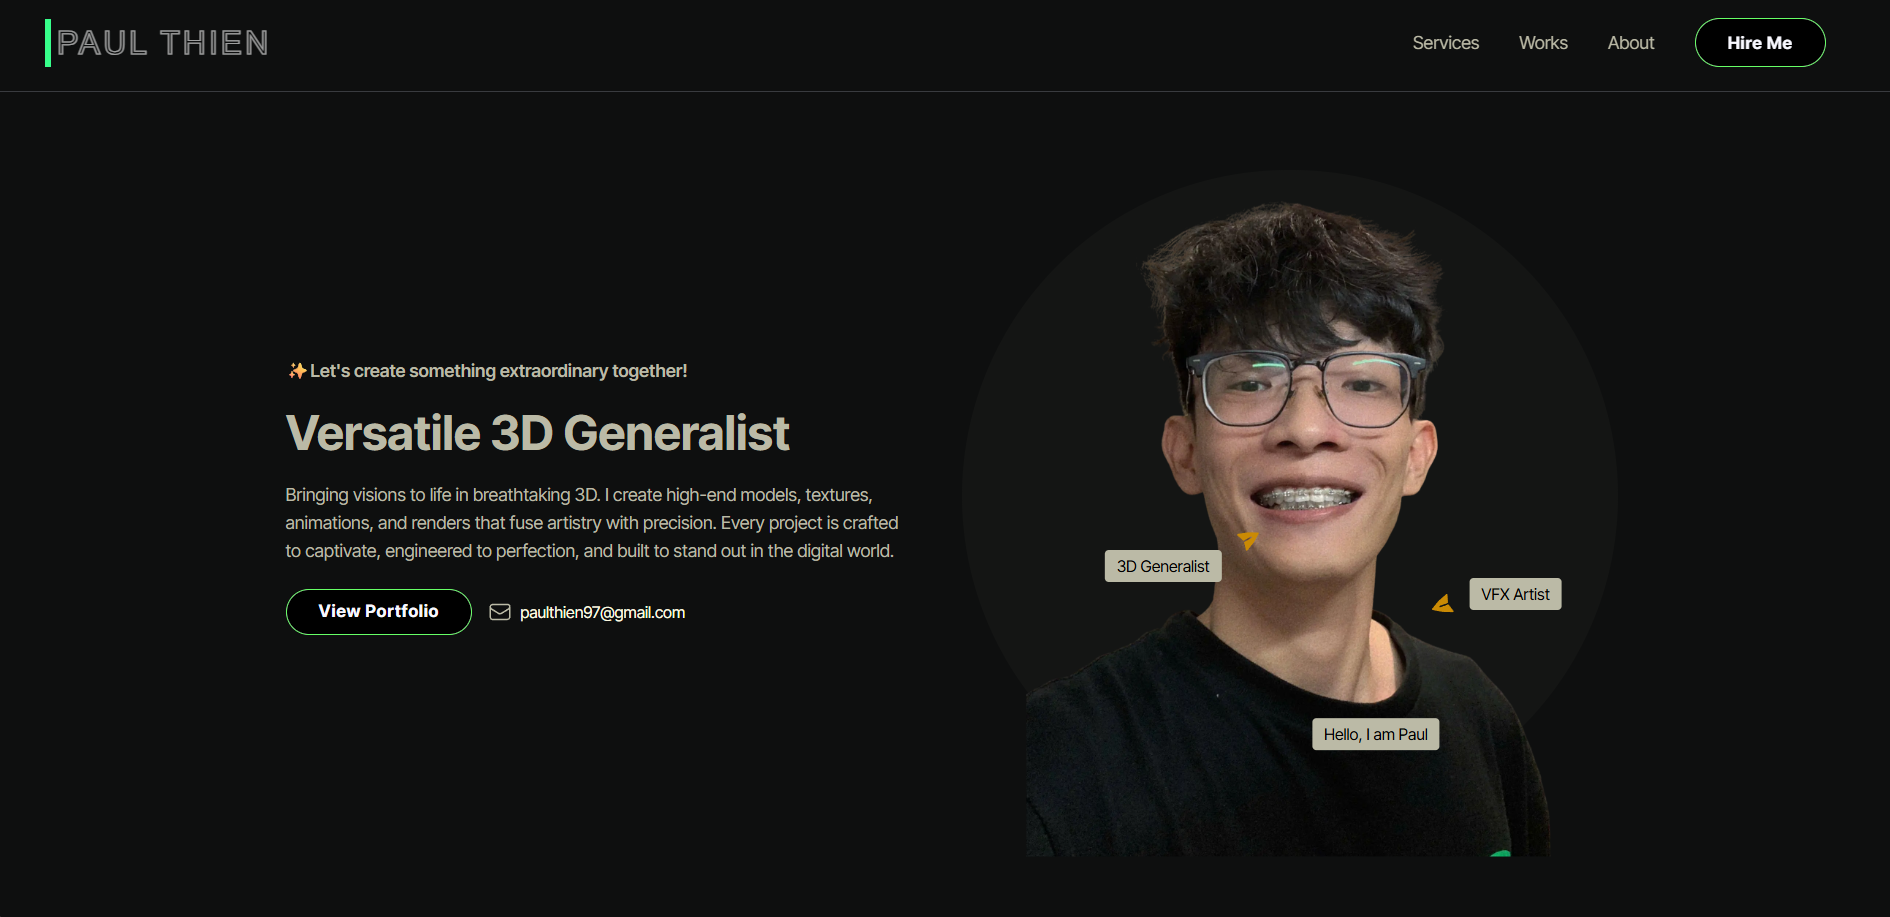 PAUL THIEN
Services
Works
About
Hire Me
✨ Let's create something extraordinary together!
Versatile 3D Generalist
Bringing visions to life in breathtaking 3D. I create high-end models, textures,
animations, and renders that fuse artistry with precision. Every project is crafted
to captivate, engineered to perfection, and built to stand out in the digital world.
View Portfolio
paulthien97@gmail.com
3D Generalist
VFX Artist
Hello, I am Paul